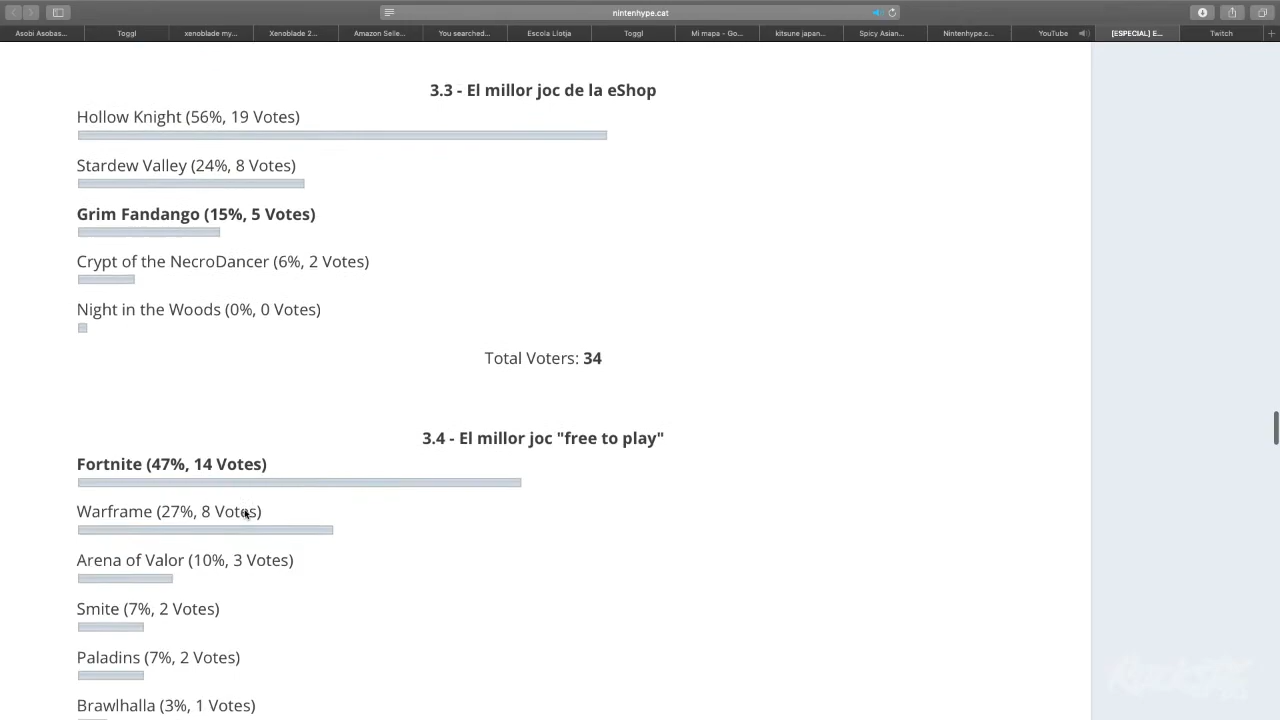 nintenhype.cat
Asobi Asobas...
Toggl
xenoblade my...
Xenoblade 2...
Amazon Selle...
You searched...
Escola Llotja
Toggl
Mi mapa - Go...
kitsune japan...
Spicy Asian...
Nintenhype.c...
YouTube
[ESPECIAL] E...
Twitch
3.3 - El millor joc de la eShop
Hollow Knight (56%, 19 Votes)
Stardew Valley (24%, 8 Votes)
Grim Fandango (15%, 5 Votes)
Crypt of the NecroDancer (6%, 2 Votes)
Night in the Woods (0%, 0 Votes)
Total Voters: 34
3.4 - El millor joc "free to play"
Fortnite (47%, 14 Votes)
Warframe (27%, 8 Votes)
Arena of Valor (10%, 3 Votes)
Smite (7%, 2 Votes)
Paladins (7%, 2 Votes)
Brawlhalla (3%, 1 Votes)